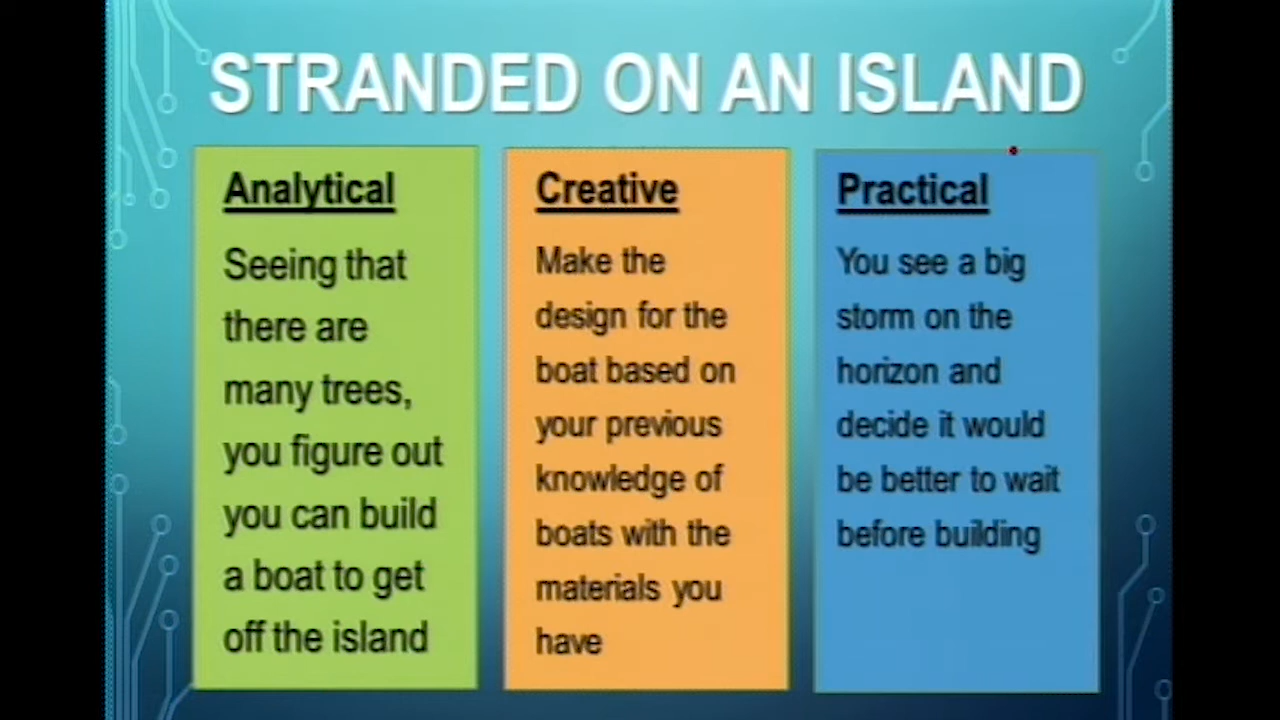 STRANDED ON AN ISLAND
Analytical
Seeing that
there are
many trees,
you figure out
you can build
a boat to get
off the island
Creative
Make the
design for the
boat based on
your previous
knowledge of
boats with the
materials you
have
Practical
You see a big
storm on the
horizon and
decide it would
be better to wait
before building